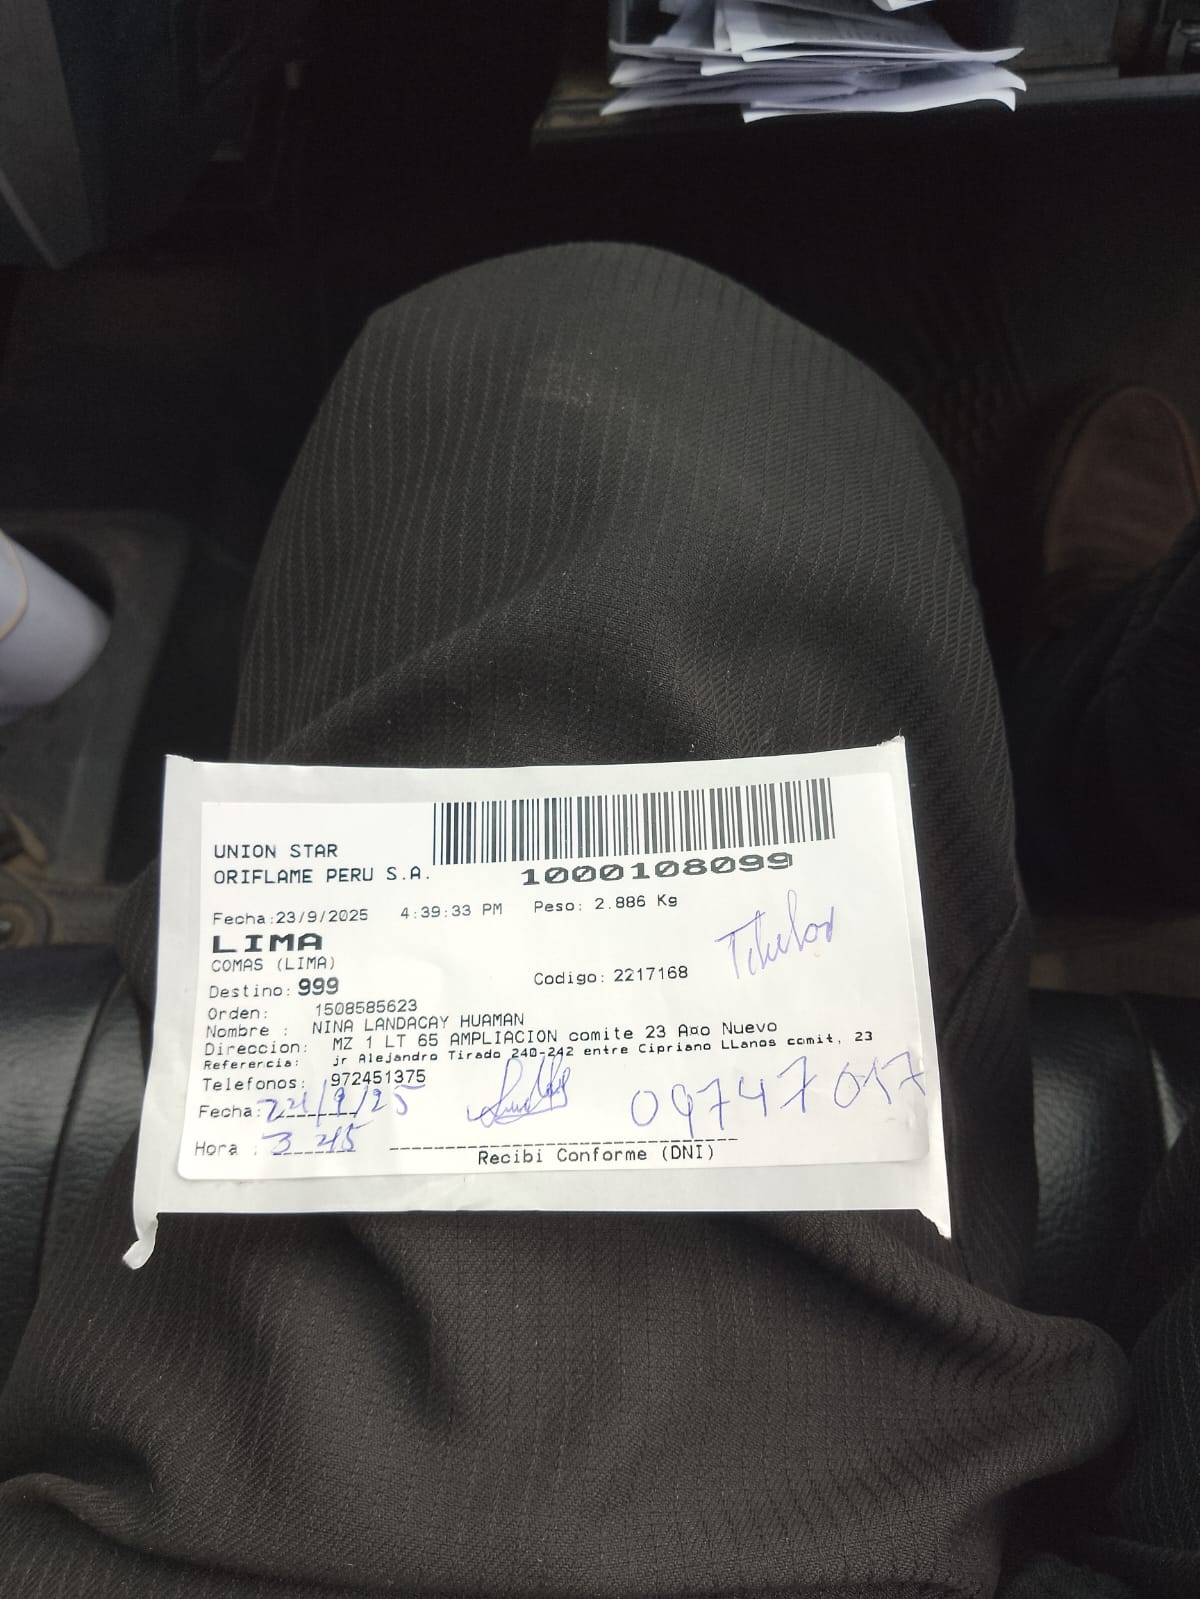 UNION STAR
ORIFLAME PERU S.A.
1000108099
Fecha:23/9/2025 4:39:33 PM Peso: 2.886 Kg
LIMA
Titular
COMAS (LIMA)
Destino: 999 Codigo: 2217168
Orden: 1508585623
Nombre : NINA LANDACAY HUAMAN
Direccion: MZ 1 LT 65 AMPLIACION comite 23 Aºo Nuevo
Referencia: jr Alejandro Tirado 240-242 entre Cipriano LLanos comit, 23
Telefonos: 972451375
Fecha: 24/9/25
09747057
Hora : 3 45
Recibi Conforme (DNI)